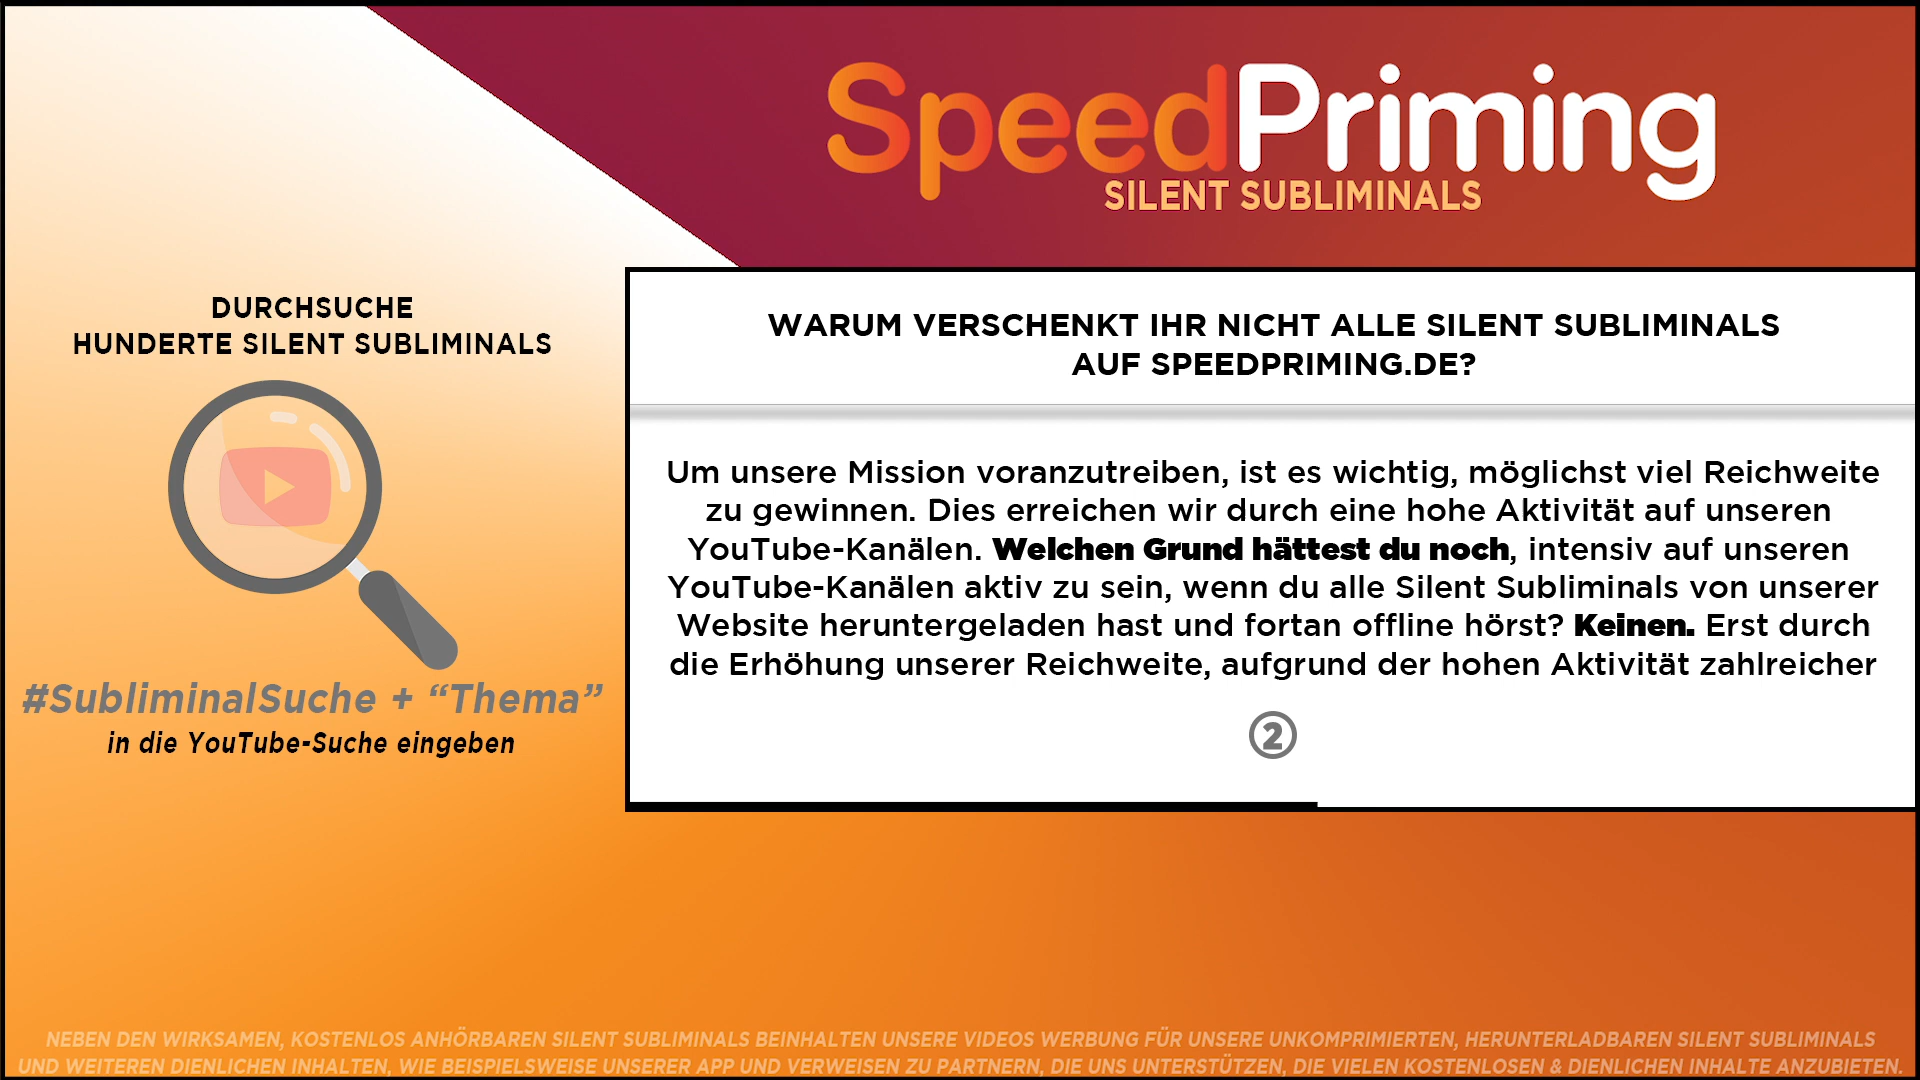 SpeedPriming
SILENT SUBLIMINALS
DURCHSUCHE
HUNDERTE SILENT SUBLIMINALS
#SubliminalSuche + “Thema”
in die YouTube-Suche eingeben
WARUM VERSCHENKT IHR NICHT ALLE SILENT SUBLIMINALS
AUF SPEEDPRIMING.DE?
Um unsere Mission voranzutreiben, ist es wichtig, möglichst viel Reichweite
zu gewinnen. Dies erreichen wir durch eine hohe Aktivität auf unseren
YouTube-Kanälen. Welchen Grund hättest du noch, intensiv auf unseren
YouTube-Kanälen aktiv zu sein, wenn du alle Silent Subliminals von unserer
Website heruntergeladen hast und fortan offline hörst? Keinen. Erst durch
die Erhöhung unserer Reichweite, aufgrund der hohen Aktivität zahlreicher
2
NEBEN DEN WIRKSAMEN, KOSTENLOS ANHÖRBAREN SILENT SUBLIMINALS BEINHALTEN UNSERE VIDEOS WERBUNG FÜR UNSERE UNKOMPRIMIERTEN, HERUNTERLADBAREN SILENT SUBLIMINALS
UND WEITEREN DIENLICHEN INHALTEN, WIE BEISPIELSWEISE UNSERER APP UND VERWEISEN ZU PARTNERN, DIE UNS UNTERSTÜTZEN, DIE VIELEN KOSTENLOSEN & DIENLICHEN INHALTE ANZUBIETEN.